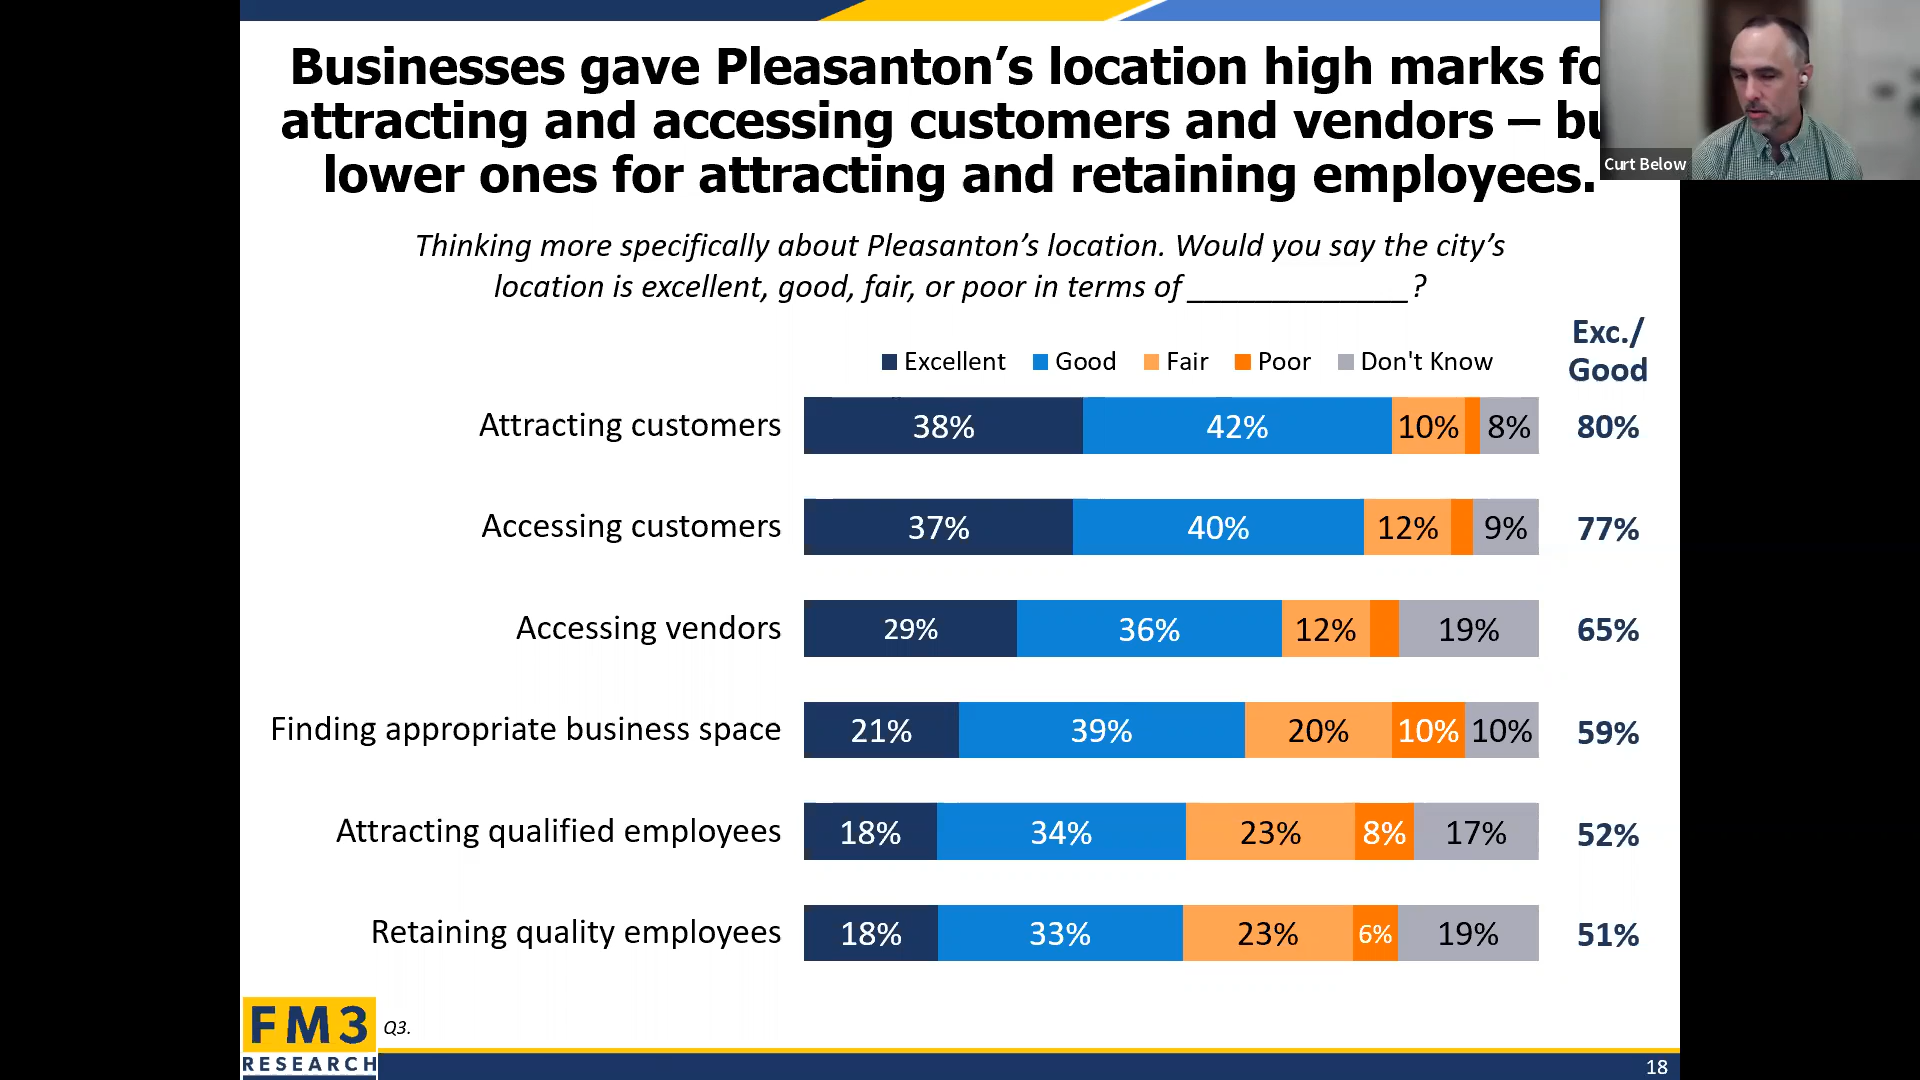 Businesses gave Pleasanton’s location high marks fo
attracting and accessing customers and vendors – bu
lower ones for attracting and retaining employees.
Curt Below
Thinking more specifically about Pleasanton’s location. Would you say the city’s
location is excellent, good, fair, or poor in terms of ______________?
Exc./
Good
Excellent Good Fair Poor Don't Know
Attracting customers 38% 42% 10% 8% 80%
Accessing customers 37% 40% 12% 9% 77%
Accessing vendors 29% 36% 12% 19% 65%
Finding appropriate business space 21% 39% 20% 10% 10% 59%
Attracting qualified employees 18% 34% 23% 8% 17% 52%
Retaining quality employees 18% 33% 23% 6% 19% 51%
FM3
RESEARCH
Q3.
18